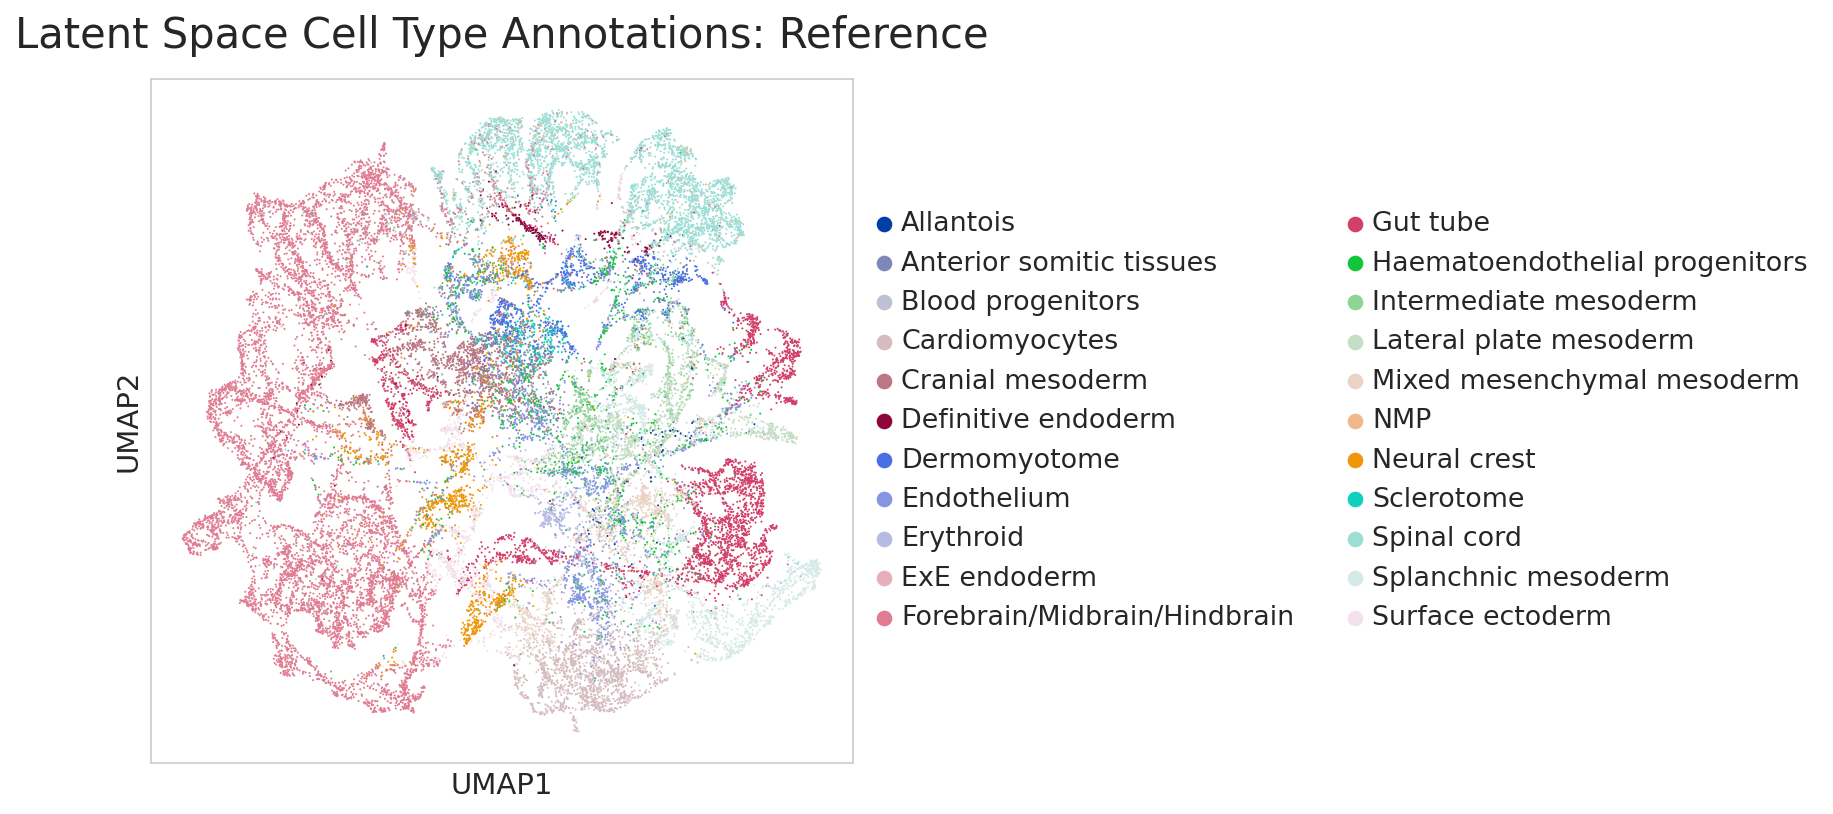 Latent Space Cell Type Annotations: Reference
UMAP2
UMAP1
Allantois
Anterior somitic tissues
Blood progenitors
Cardiomyocytes
Cranial mesoderm
Definitive endoderm
Dermomyotome
Endothelium
Erythroid
ExE endoderm
Forebrain/Midbrain/Hindbrain
Gut tube
Haematoendothelial progenitors
Intermediate mesoderm
Lateral plate mesoderm
Mixed mesenchymal mesoderm
NMP
Neural crest
Sclerotome
Spinal cord
Splanchnic mesoderm
Surface ectoderm